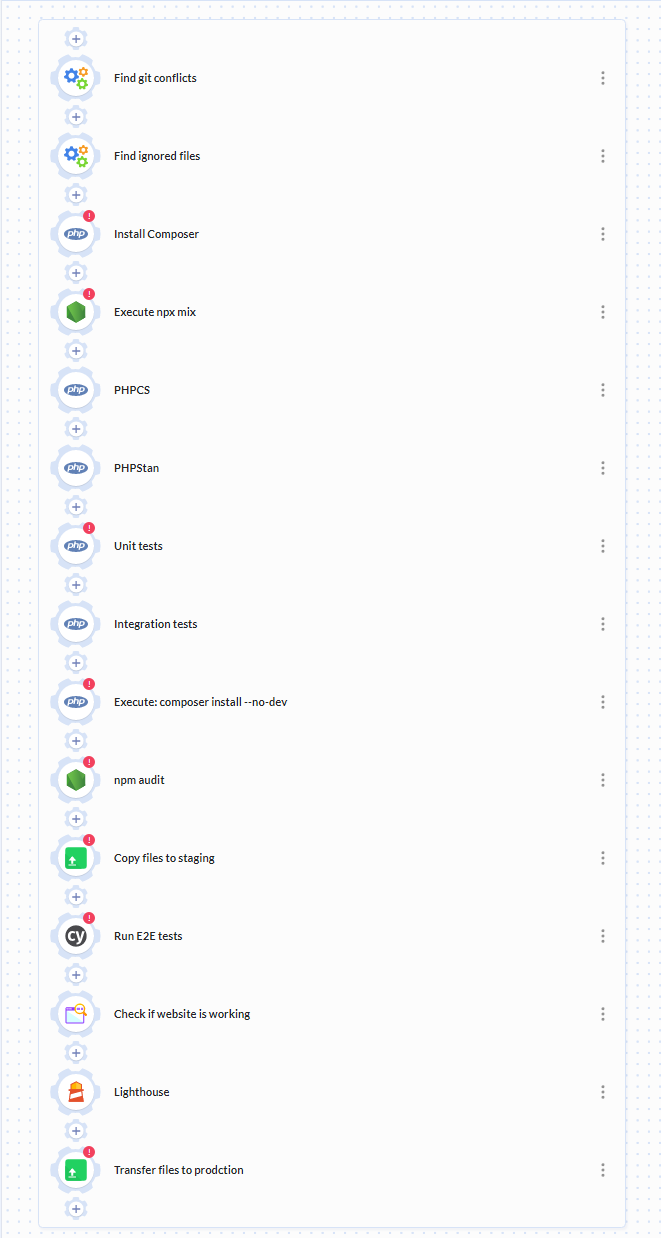 Find git conflicts
Find ignored files
!
php
Install Composer
!
Execute npx mix
php
PHPCS
php
PHPStan
!
php
Unit tests
php
Integration tests
!
php
Execute: composer install --no-dev
!
npm audit
!
Copy files to staging
!
cy
Run E2E tests
Check if website is working
Lighthouse
!
Transfer files to prodction